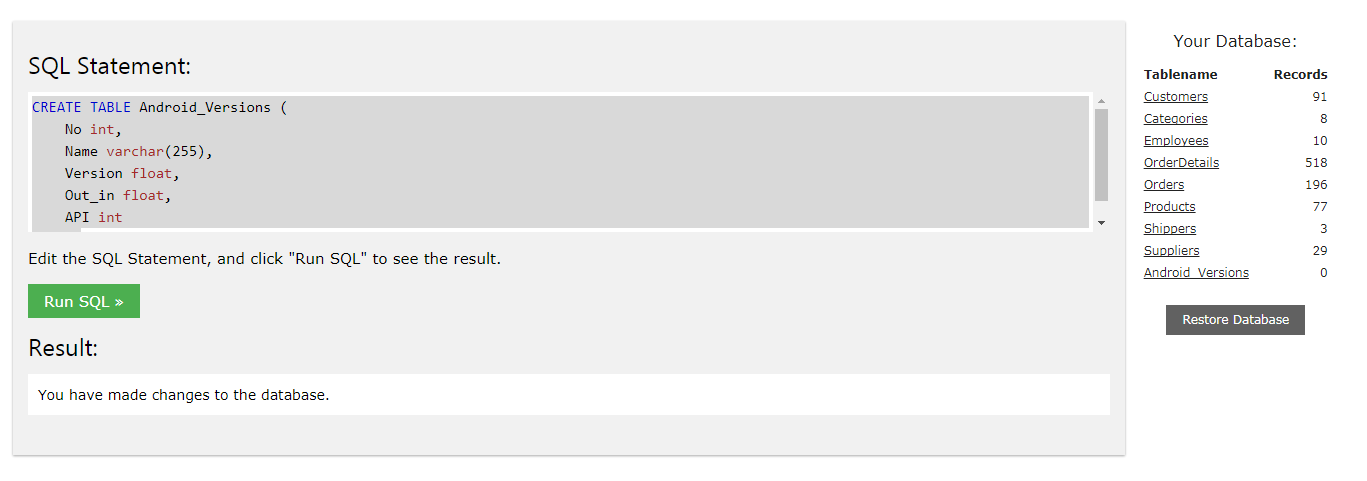 SQL Statement:
CREATE TABLE Android_Versions (
    No int,
    Name varchar(255),
    Version float,
    Out_in float,
    API int
Edit the SQL Statement, and click "Run SQL" to see the result.
Run SQL »
Result:
You have made changes to the database.
Your Database:
Tablename Records
Customers 91
Categories 8
Employees 10
OrderDetails 518
Orders 196
Products 77
Shippers 3
Suppliers 29
Android_Versions 0
Restore Database